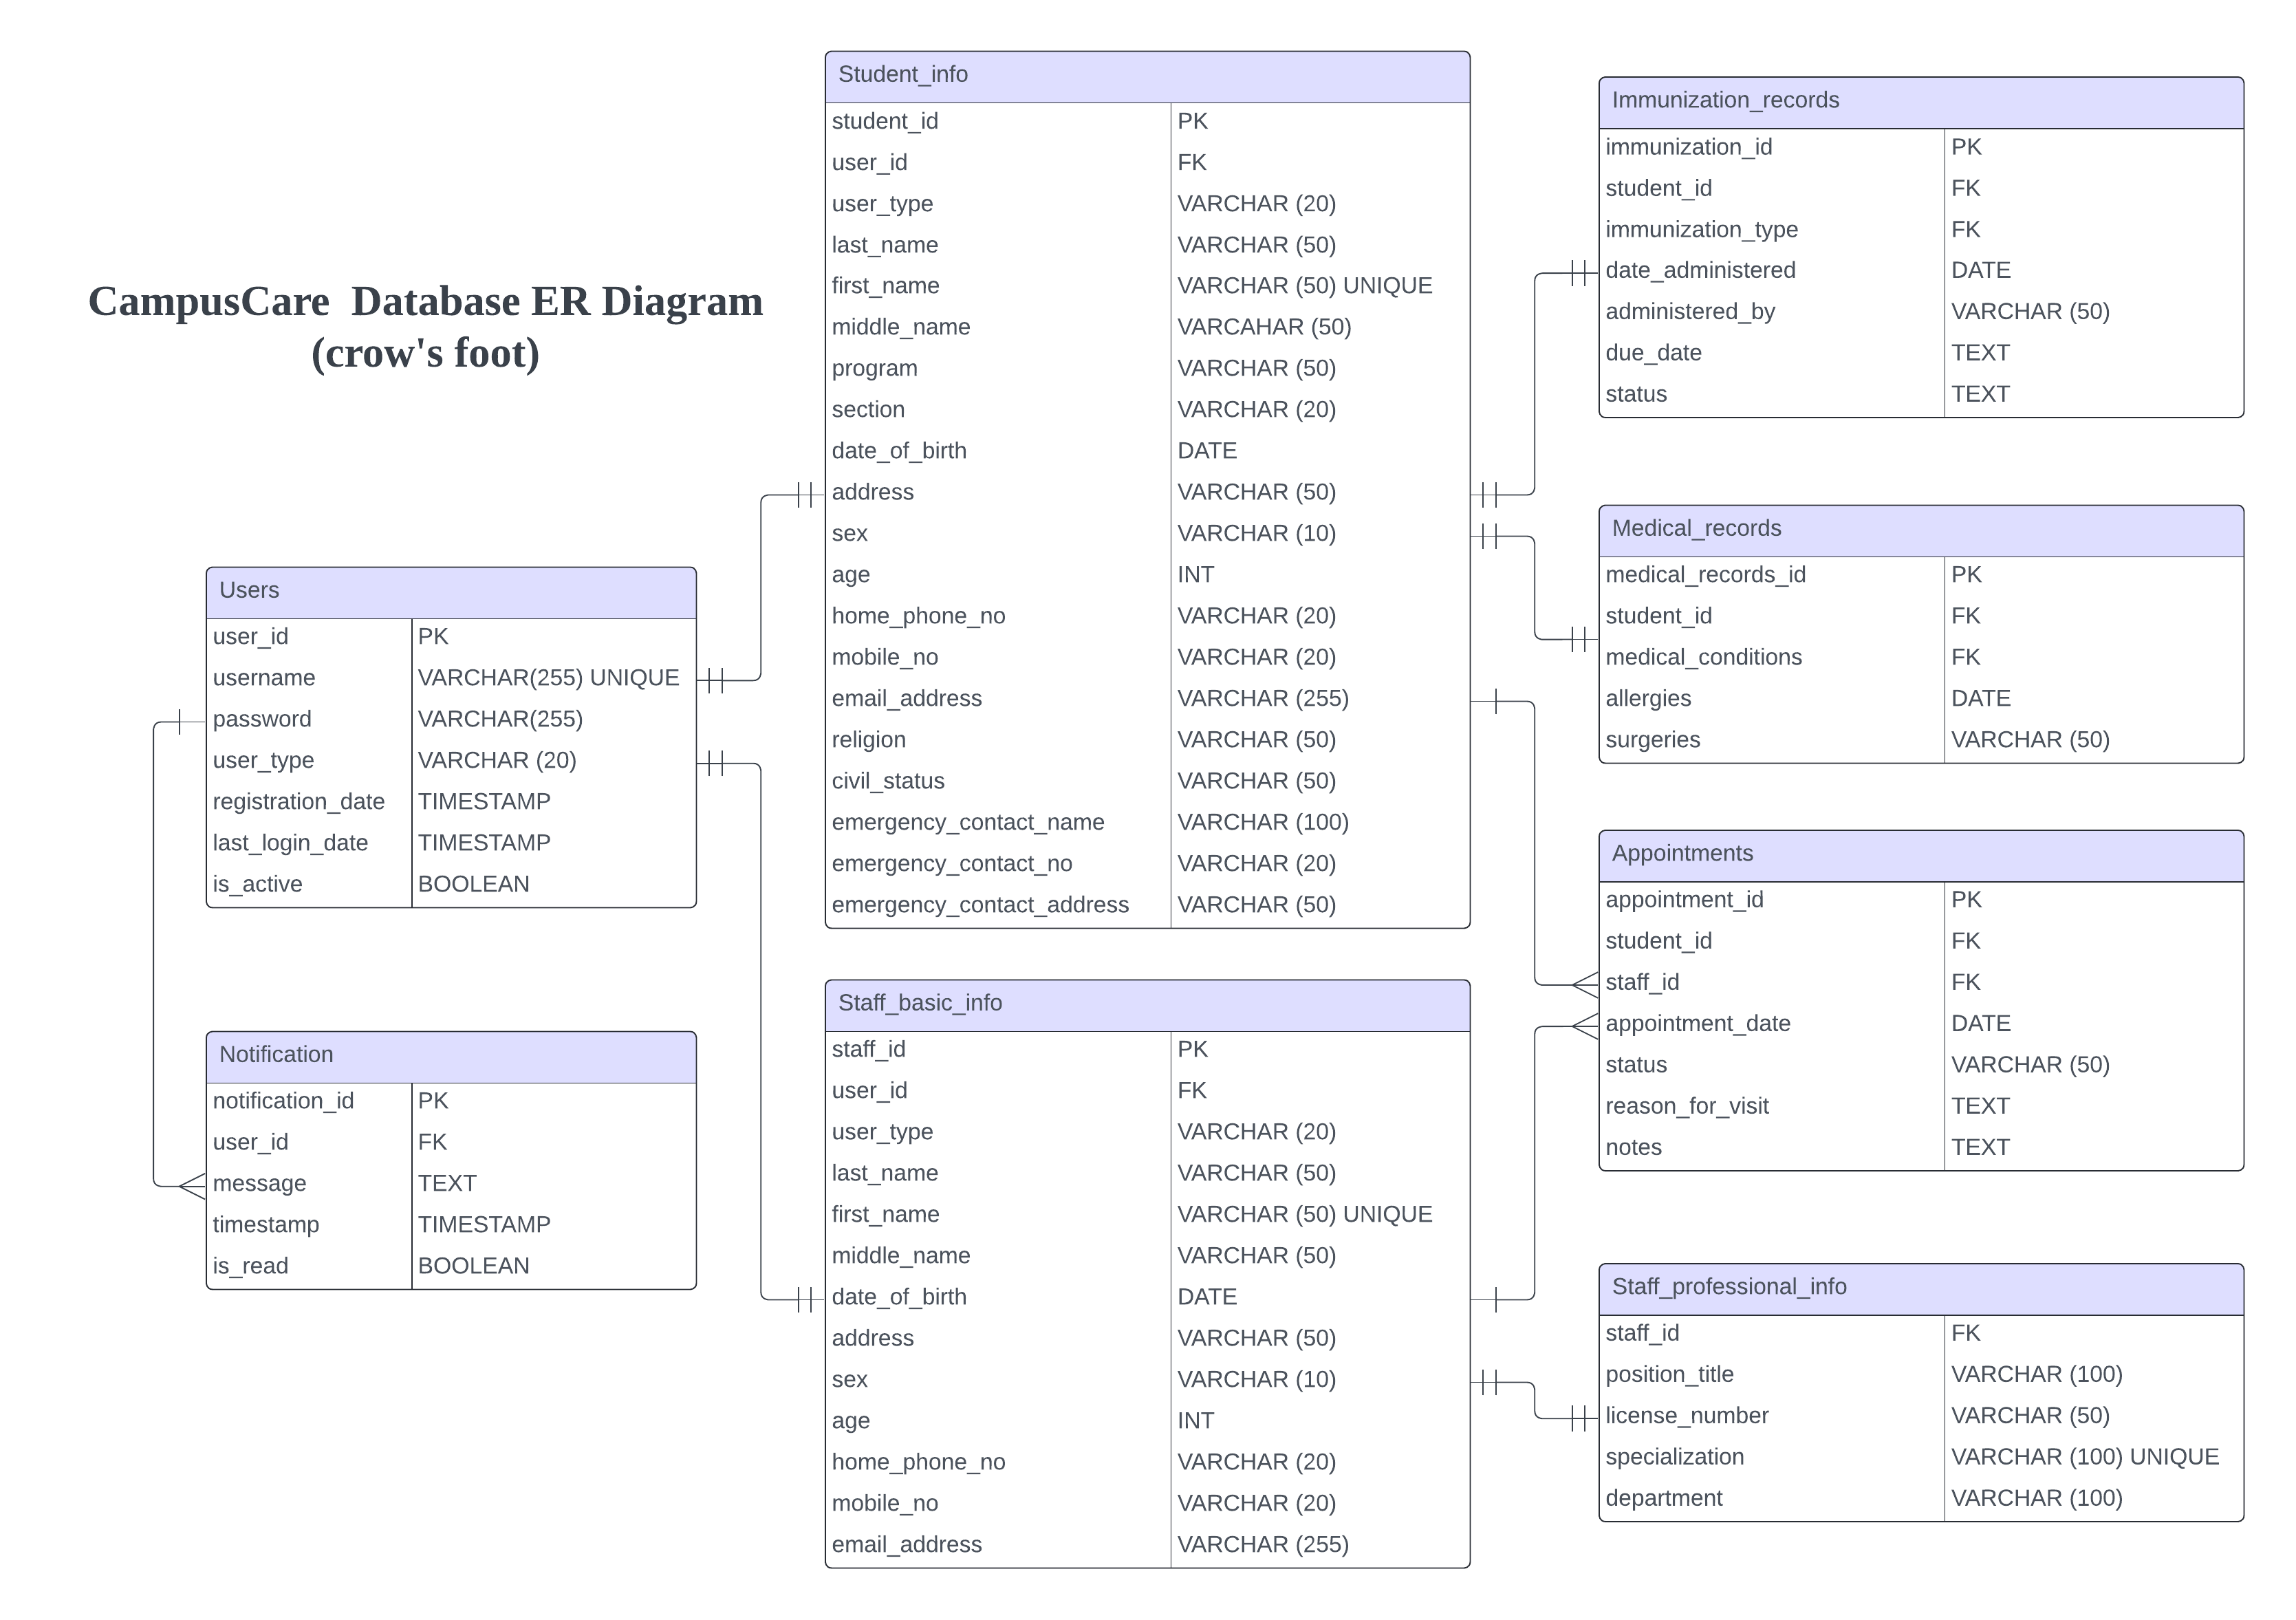 CampusCare  Database ER Diagram
(crow's foot)
Users
user_id PK
username VARCHAR(255) UNIQUE
password VARCHAR(255)
user_type VARCHAR (20)
registration_date TIMESTAMP
last_login_date TIMESTAMP
is_active BOOLEAN
Notification
notification_id PK
user_id FK
message TEXT
timestamp TIMESTAMP
is_read BOOLEAN
Student_info
student_id PK
user_id FK
user_type VARCHAR (20)
last_name VARCHAR (50)
first_name VARCHAR (50) UNIQUE
middle_name VARCAHAR (50)
program VARCHAR (50)
section VARCHAR (20)
date_of_birth DATE
address VARCHAR (50)
sex VARCHAR (10)
age INT
home_phone_no VARCHAR (20)
mobile_no VARCHAR (20)
email_address VARCHAR (255)
religion VARCHAR (50)
civil_status VARCHAR (50)
emergency_contact_name VARCHAR (100)
emergency_contact_no VARCHAR (20)
emergency_contact_address VARCHAR (50)
Staff_basic_info
staff_id PK
user_id FK
user_type VARCHAR (20)
last_name VARCHAR (50)
first_name VARCHAR (50) UNIQUE
middle_name VARCHAR (50)
date_of_birth DATE
address VARCHAR (50)
sex VARCHAR (10)
age INT
home_phone_no VARCHAR (20)
mobile_no VARCHAR (20)
email_address VARCHAR (255)
Immunization_records
immunization_id PK
student_id FK
immunization_type FK
date_administered DATE
administered_by VARCHAR (50)
due_date TEXT
status TEXT
Medical_records
medical_records_id PK
student_id FK
medical_conditions FK
allergies DATE
surgeries VARCHAR (50)
Appointments
appointment_id PK
student_id FK
staff_id FK
appointment_date DATE
status VARCHAR (50)
reason_for_visit TEXT
notes TEXT
Staff_professional_info
staff_id FK
position_title VARCHAR (100)
license_number VARCHAR (50)
specialization VARCHAR (100) UNIQUE
department VARCHAR (100)